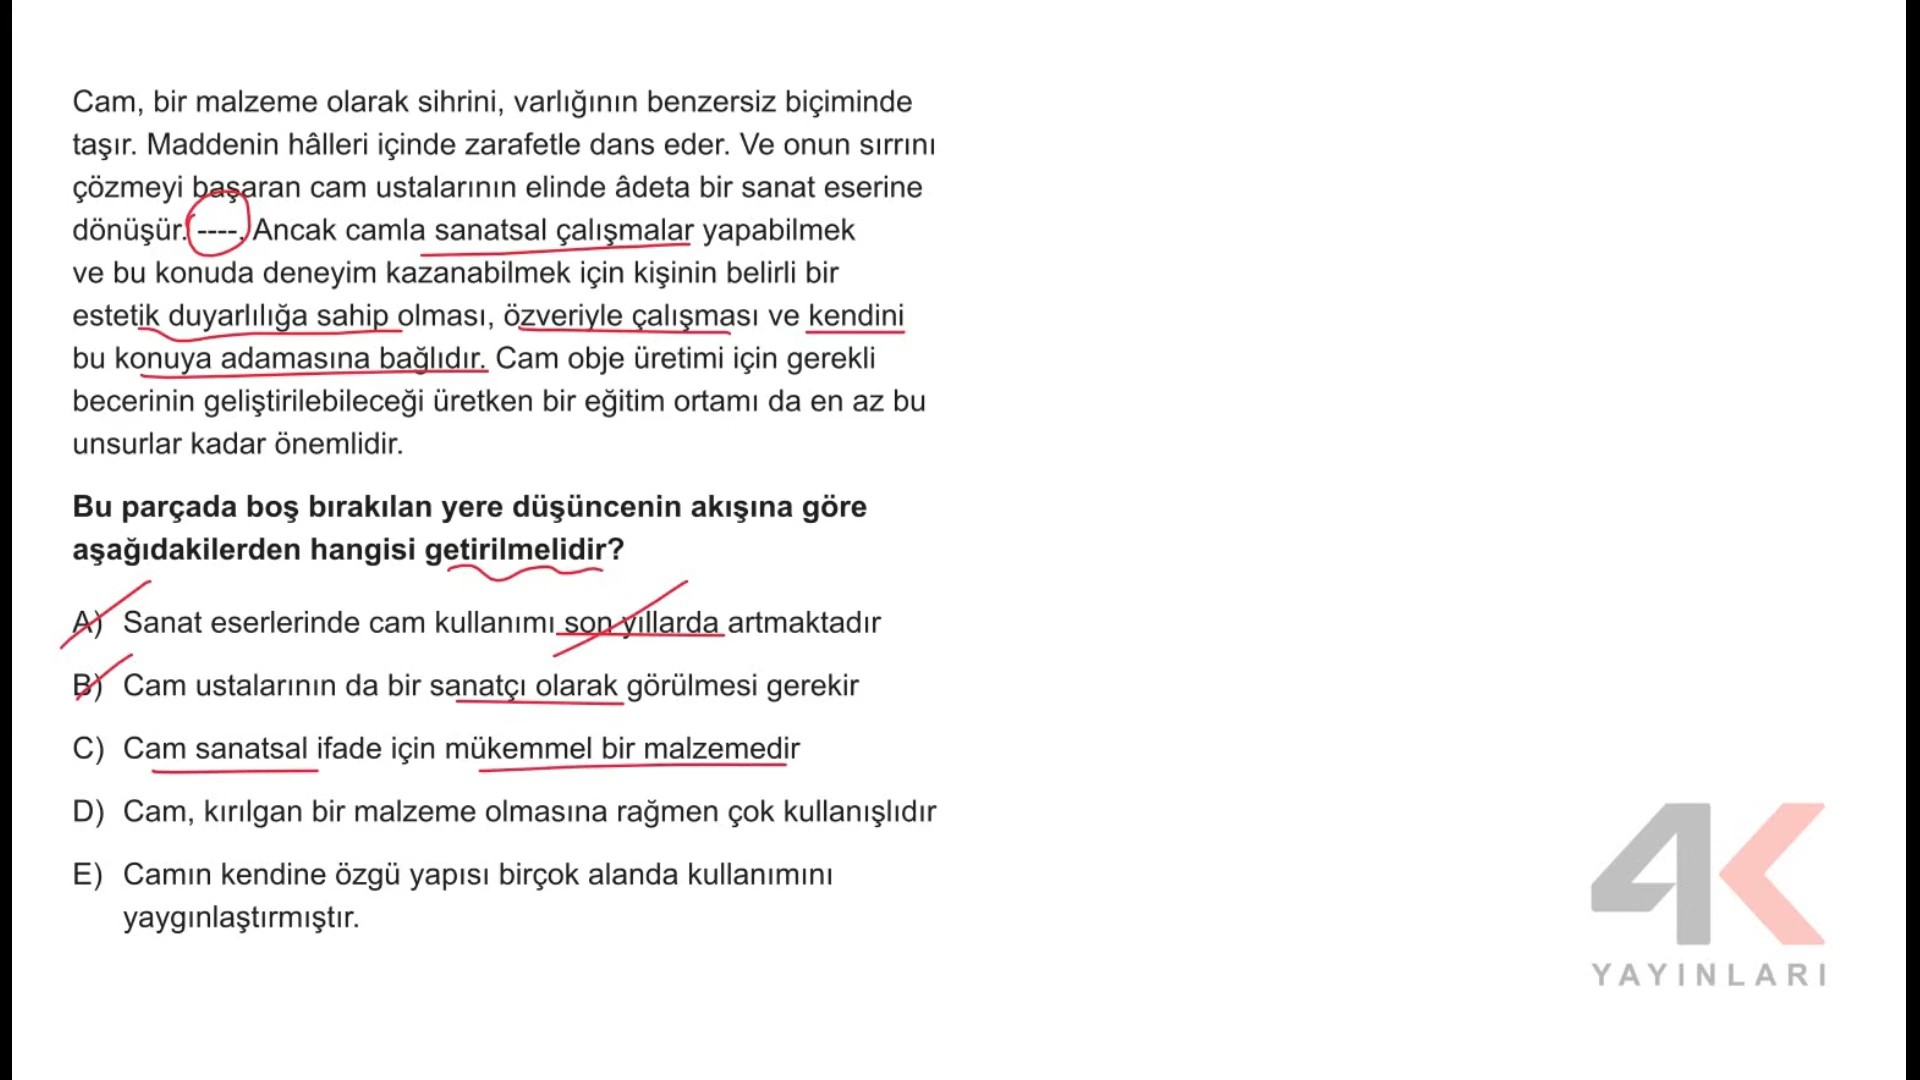 Cam, bir malzeme olarak sihrini, varlığının benzersiz biçiminde
taşır. Maddenin hâlleri içinde zarafetle dans eder. Ve onun sırrını
çözmeyi başaran cam ustalarının elinde âdeta bir sanat eserine
dönüşür. ----. Ancak camla sanatsal çalışmalar yapabilmek
ve bu konuda deneyim kazanabilmek için kişinin belirli bir
estetik duyarlılığa sahip olması, özveriyle çalışması ve kendini
bu konuya adamasına bağlıdır. Cam obje üretimi için gerekli
becerinin geliştirilebileceği üretken bir eğitim ortamı da en az bu
unsurlar kadar önemlidir.
Bu parçada boş bırakılan yere düşüncenin akışına göre
aşağıdakilerden hangisi getirilmelidir?
A) Sanat eserlerinde cam kullanımı son yıllarda artmaktadır
B) Cam ustalarının da bir sanatçı olarak görülmesi gerekir
C) Cam sanatsal ifade için mükemmel bir malzemedir
D) Cam, kırılgan bir malzeme olmasına rağmen çok kullanışlıdır
E) Camın kendine özgü yapısı birçok alanda kullanımını
yaygınlaştırmıştır.
4K
YAYINLARI